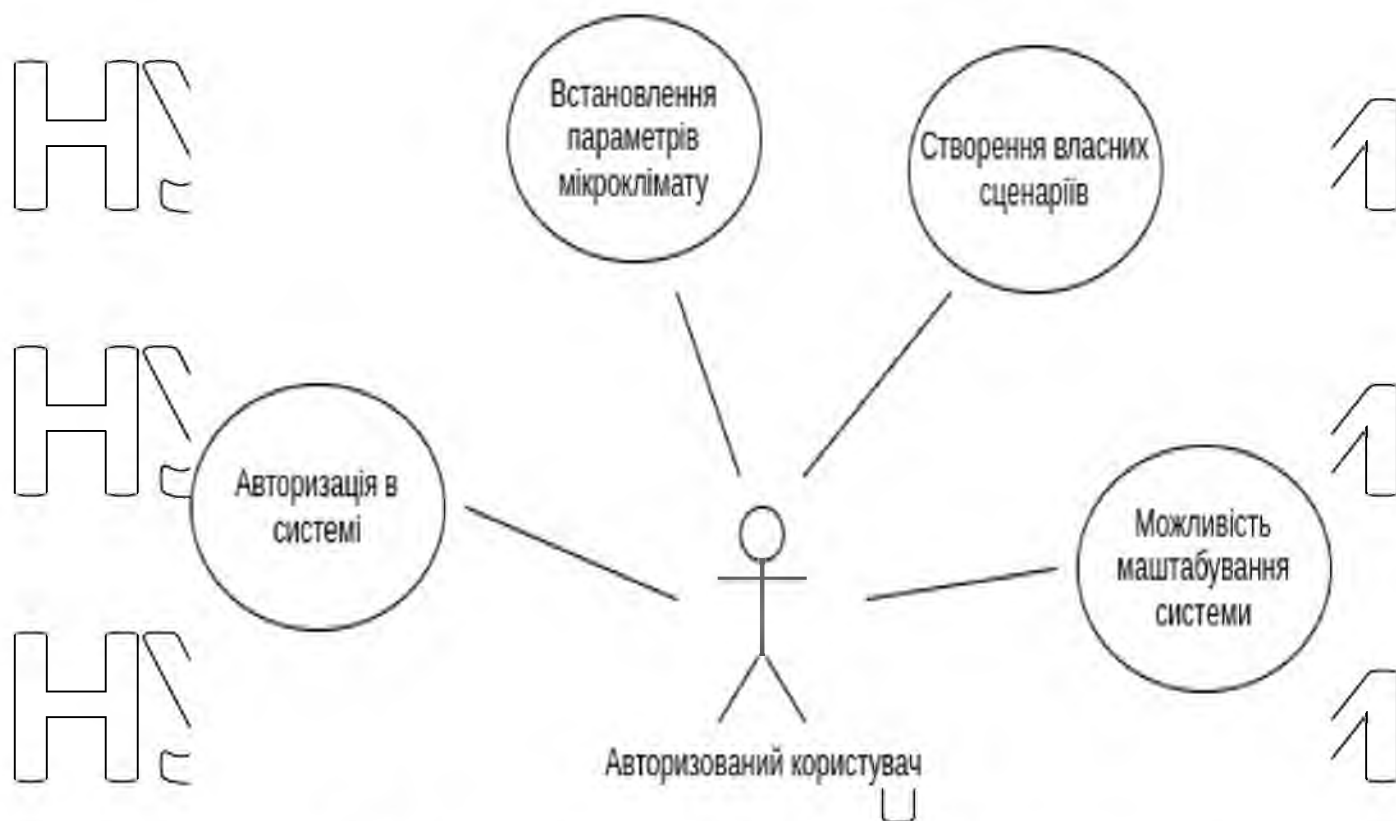 Встановлення
параметрів
мікроклімату
Створення власних
сценаріїв
Авторизація в
системі
Можливість
маштабування
системи
Авторизований користувач